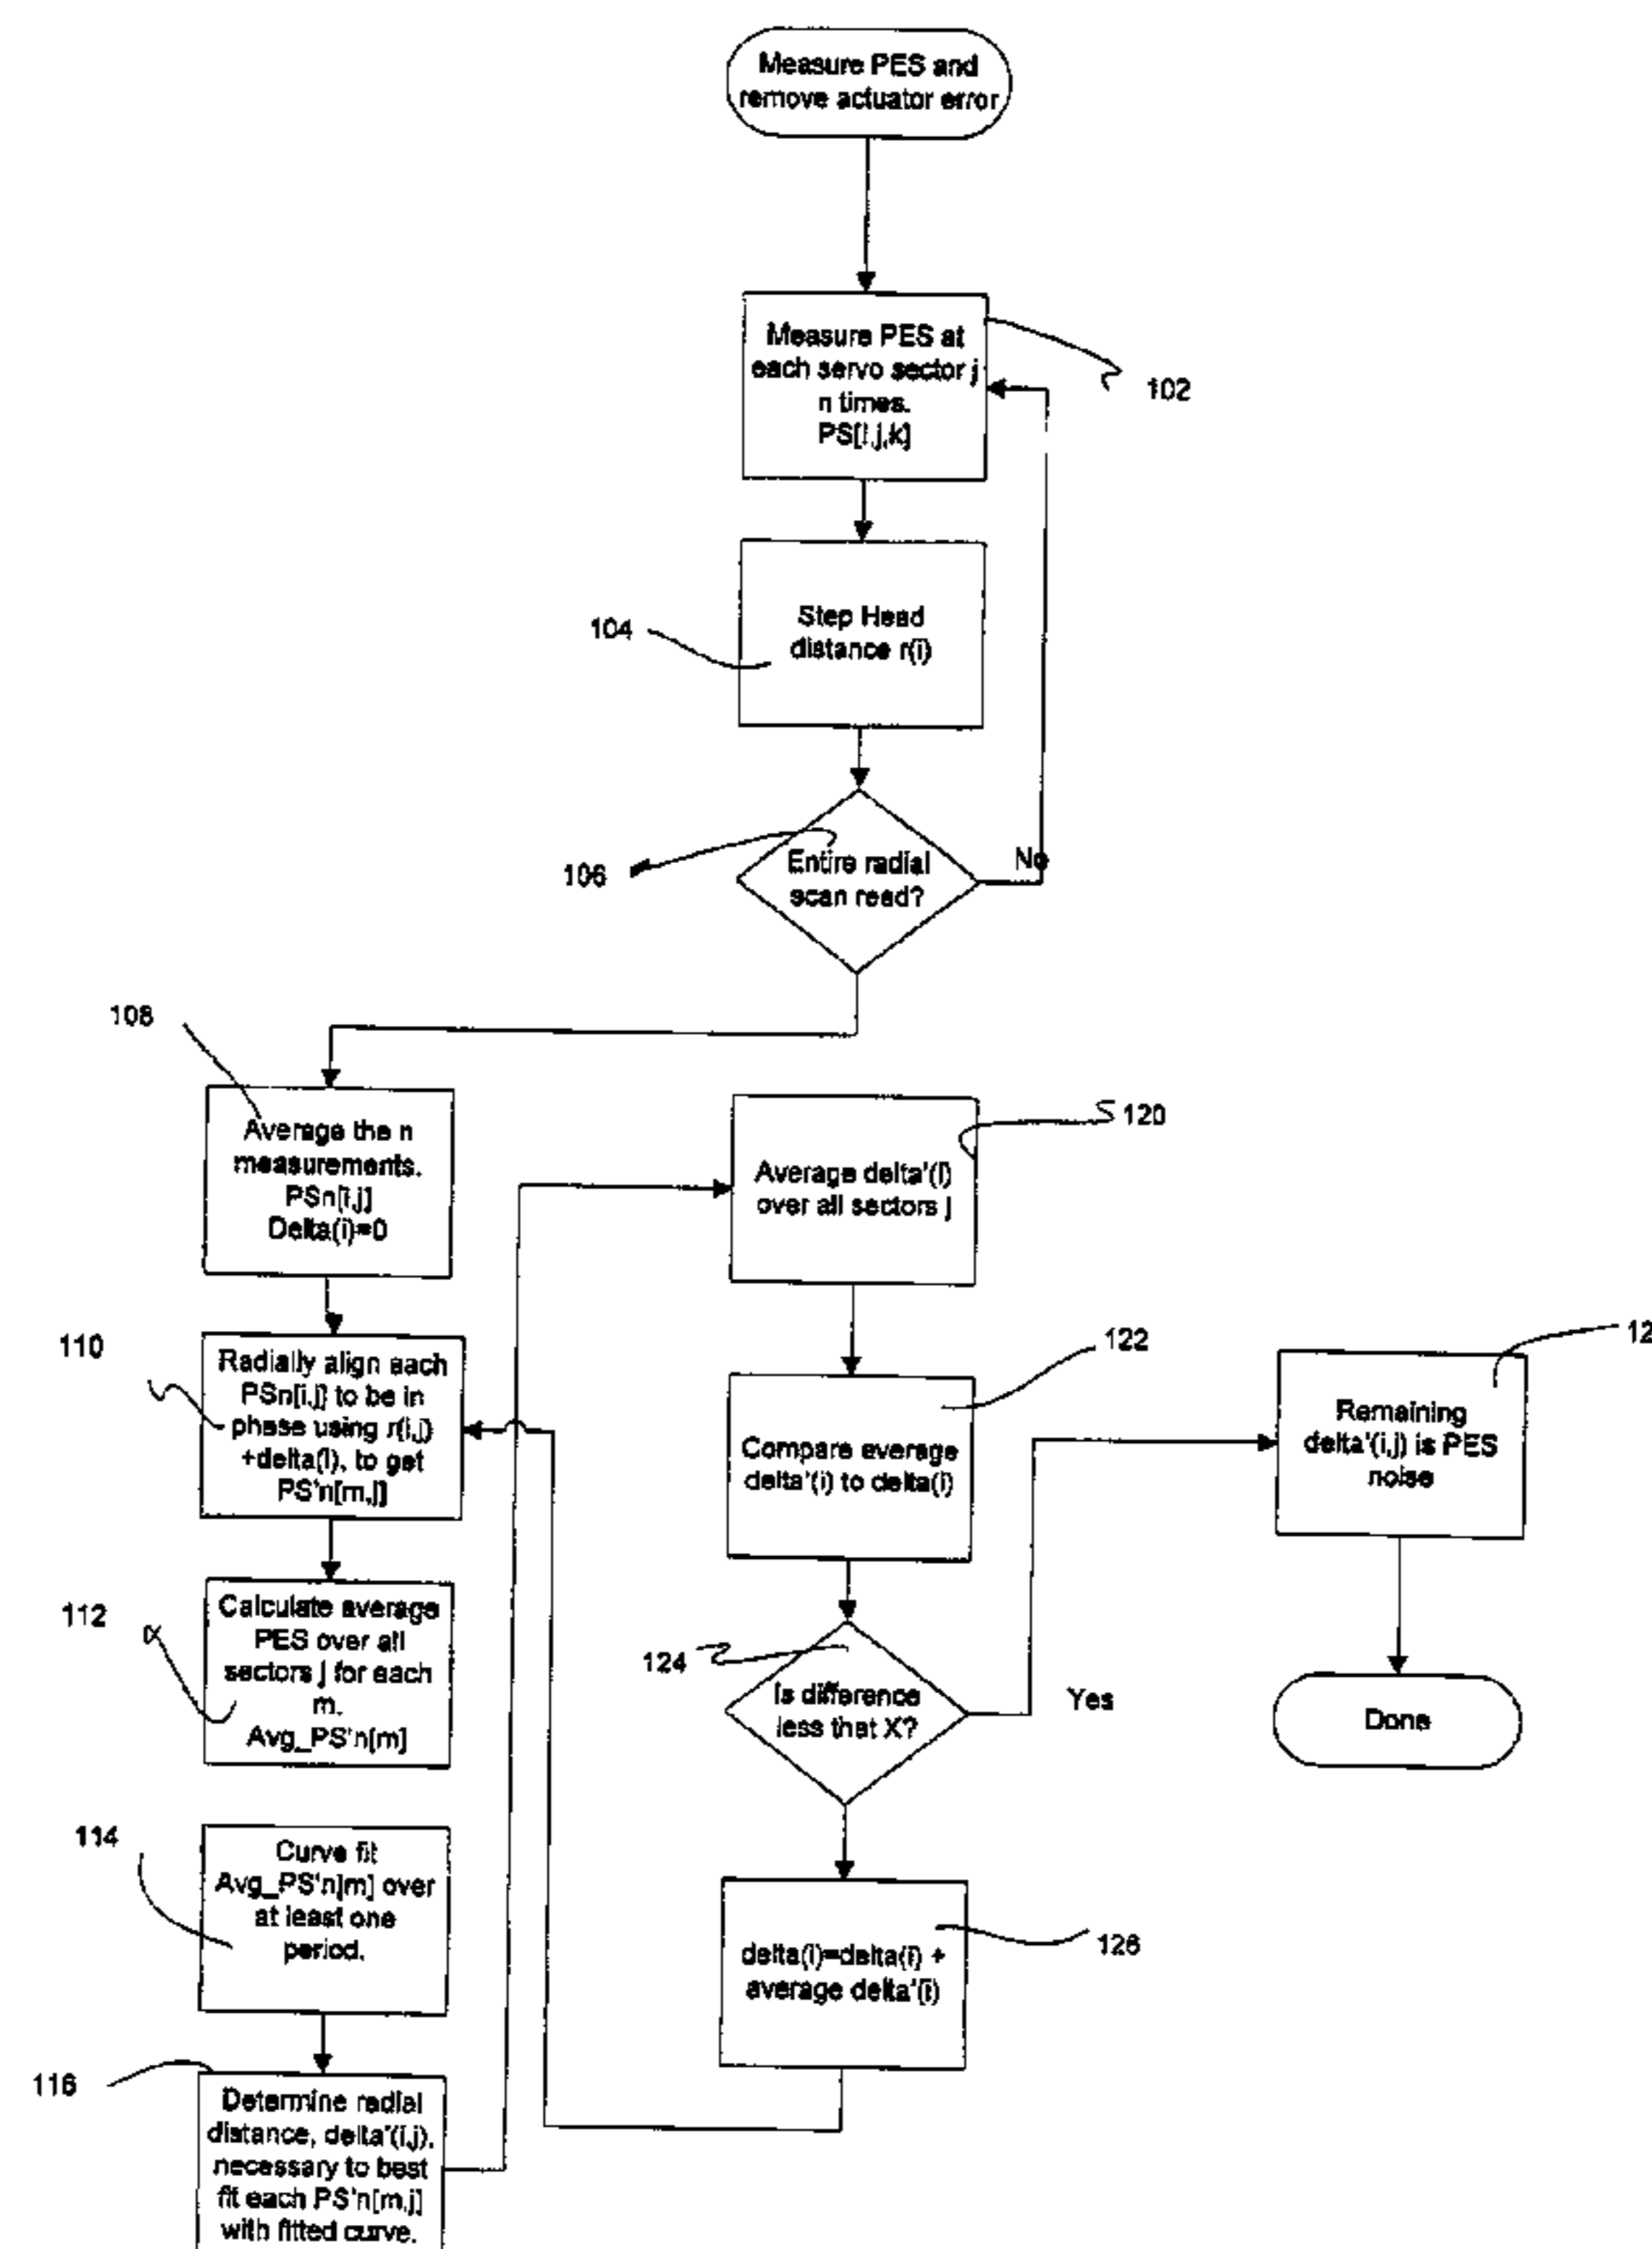 Measure PES and
remove actuator error
Measure PES at
each servo sector j
n times.
PS[i,j,k]
102
Step Head
distance r(i)
104
Entire radial
scan read?
No
106
108
Average the n
measurements.
PSn[i,j]
Delta(i)=0
110
Radially align each
PSn[i,j] to be in
phase using r(i,j)
+delta(i), to get
PS'n[m,j]
112
Calculate average
PES over all
sectors j for each
m.
Avg_PS'n[m]
114
Curve fit
Avg_PS'n[m] over
at least one
period.
116
Determine radial
distance, delta'(i,j),
necessary to best
fit each PS'n[m,j]
with fitted curve.
120
Average delta'(i)
over all sectors j
122
Compare average
delta'(i) to delta(i)
124
Is difference
less that X?
Yes
126
delta(i)=delta(i) +
average delta'(i)
12
Remaining
delta'(i,j) is PES
noise
Done